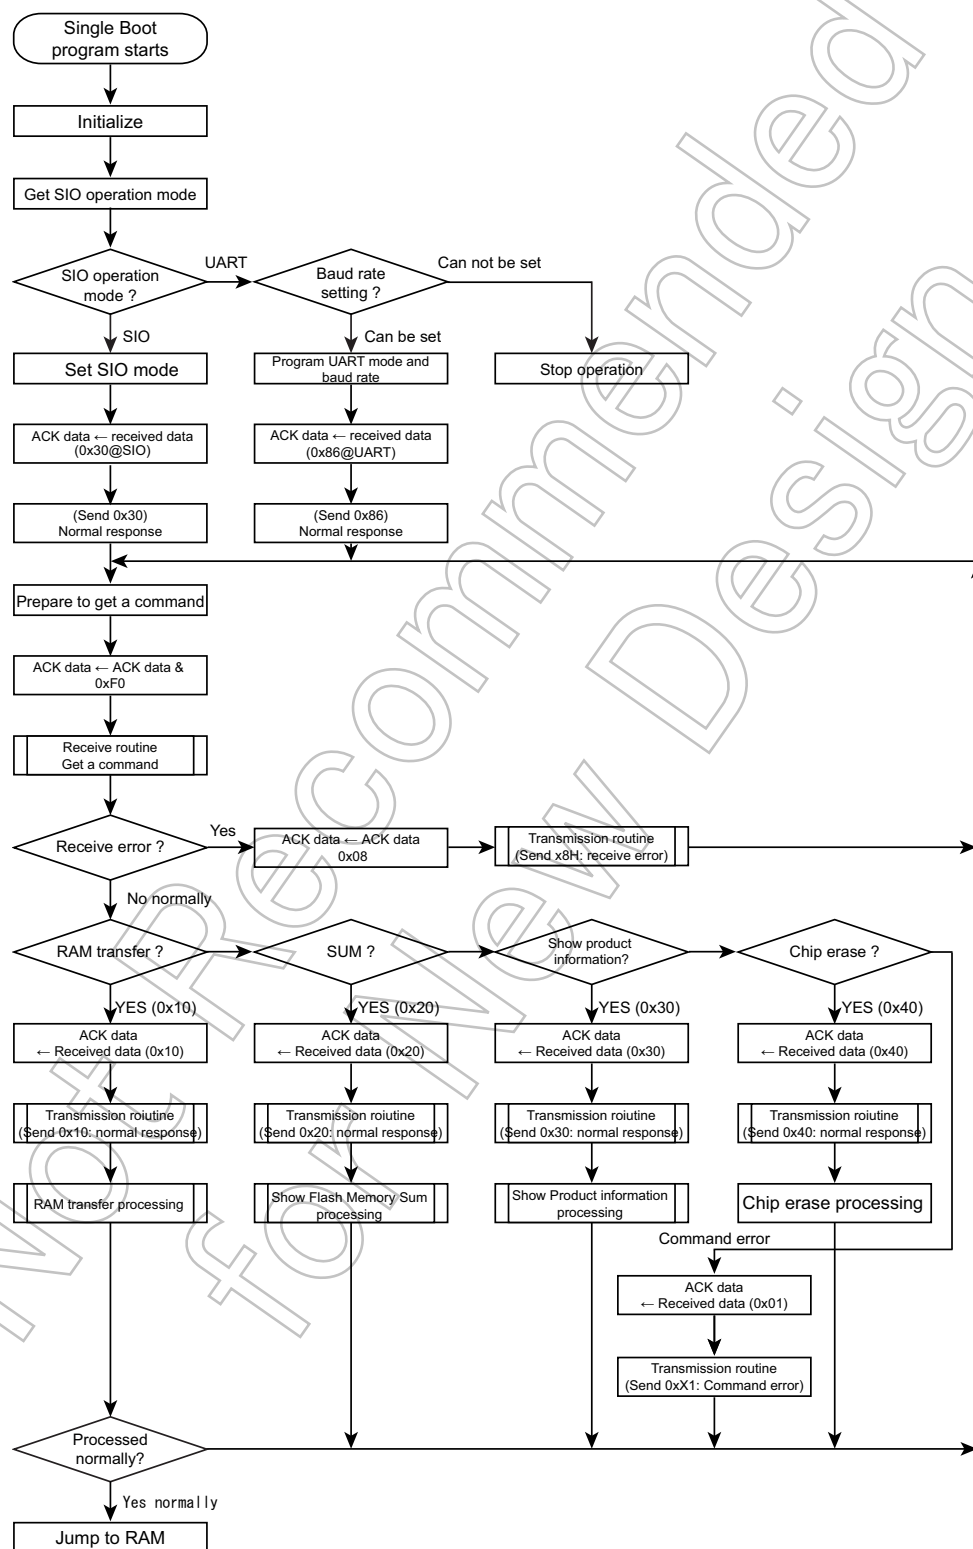 Single Boot
program starts
Initialize
Get SIO operation mode
SIO operation
mode ?
UART
Baud rate
setting ?
Can not be set
SIO
Can be set
Set SIO mode
Program UART mode and
baud rate
Stop operation
ACK data ← received data
(0x30@SIO)
ACK data ← received data
(0x86@UART)
(Send 0x30)
Normal response
(Send 0x86)
Normal response
Prepare to get a command
ACK data ← ACK data &
0xF0
Receive routine
Get a command
Receive error ?
Yes
ACK data ← ACK data
0x08
Transmission routine
(Send x8H: receive error)
No normally
RAM transfer ?
SUM ?
Show product
information?
Chip erase ?
YES (0x10)
YES (0x20)
YES (0x30)
YES (0x40)
ACK data
← Received data (0x10)
ACK data
← Received data (0x20)
ACK data
← Received data (0x30)
ACK data
← Received data (0x40)
Transmission roiutine
(Send 0x10: normal response)
Transmission roiutine
(Send 0x20: normal response)
Transmission roiutine
(Send 0x30: normal response)
Transmission roiutine
(Send 0x40: normal response)
RAM transfer processing
Show Flash Memory Sum
processing
Show Product information
processing
Chip erase processing
Command error
ACK data
← Received data (0x01)
Transmission routine
(Send 0xX1: Command error)
Processed
normally?
Yes normally
Jump to RAM
Not Recommended
for New Design